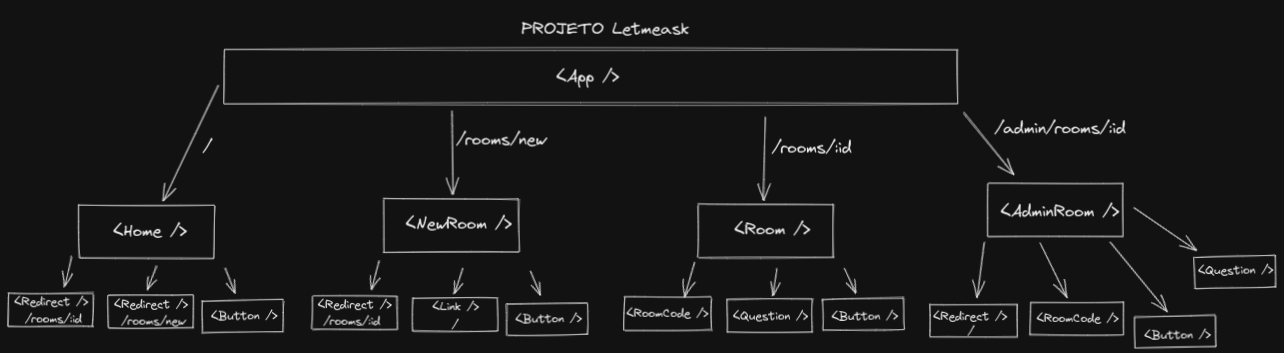 PROJETO Letmeask
<App />
/
/rooms/new
/rooms/:id
/admin/rooms/:id
<Home />
<NewRoom />
<Room />
<AdminRoom />
<Redirect />
/rooms/:id
<Redirect />
/rooms/new
<Button />
<Redirect />
/rooms/:id
<Link />
/
<Button />
<RoomCode />
<Question />
<Button />
<Redirect />
/
<RoomCode />
<Button />
<Question />